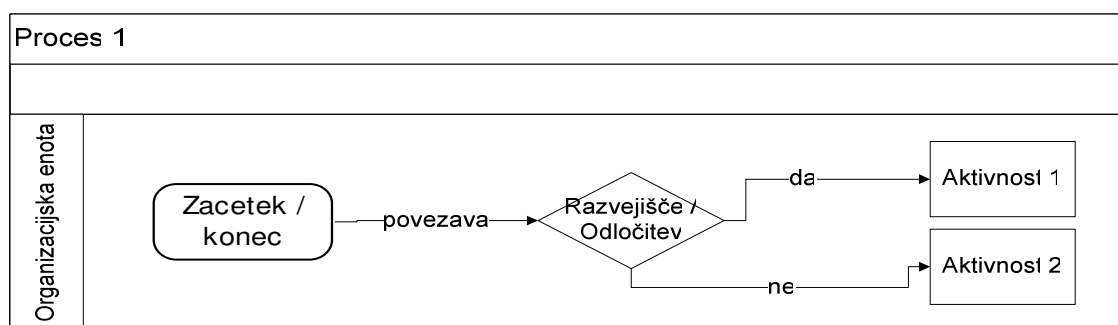 Proces 1
Organizacijska enota
Zacetek /
konec
povezava
Razvejišče /
Odločitev
da
Aktivnost 1
ne
Aktivnost 2